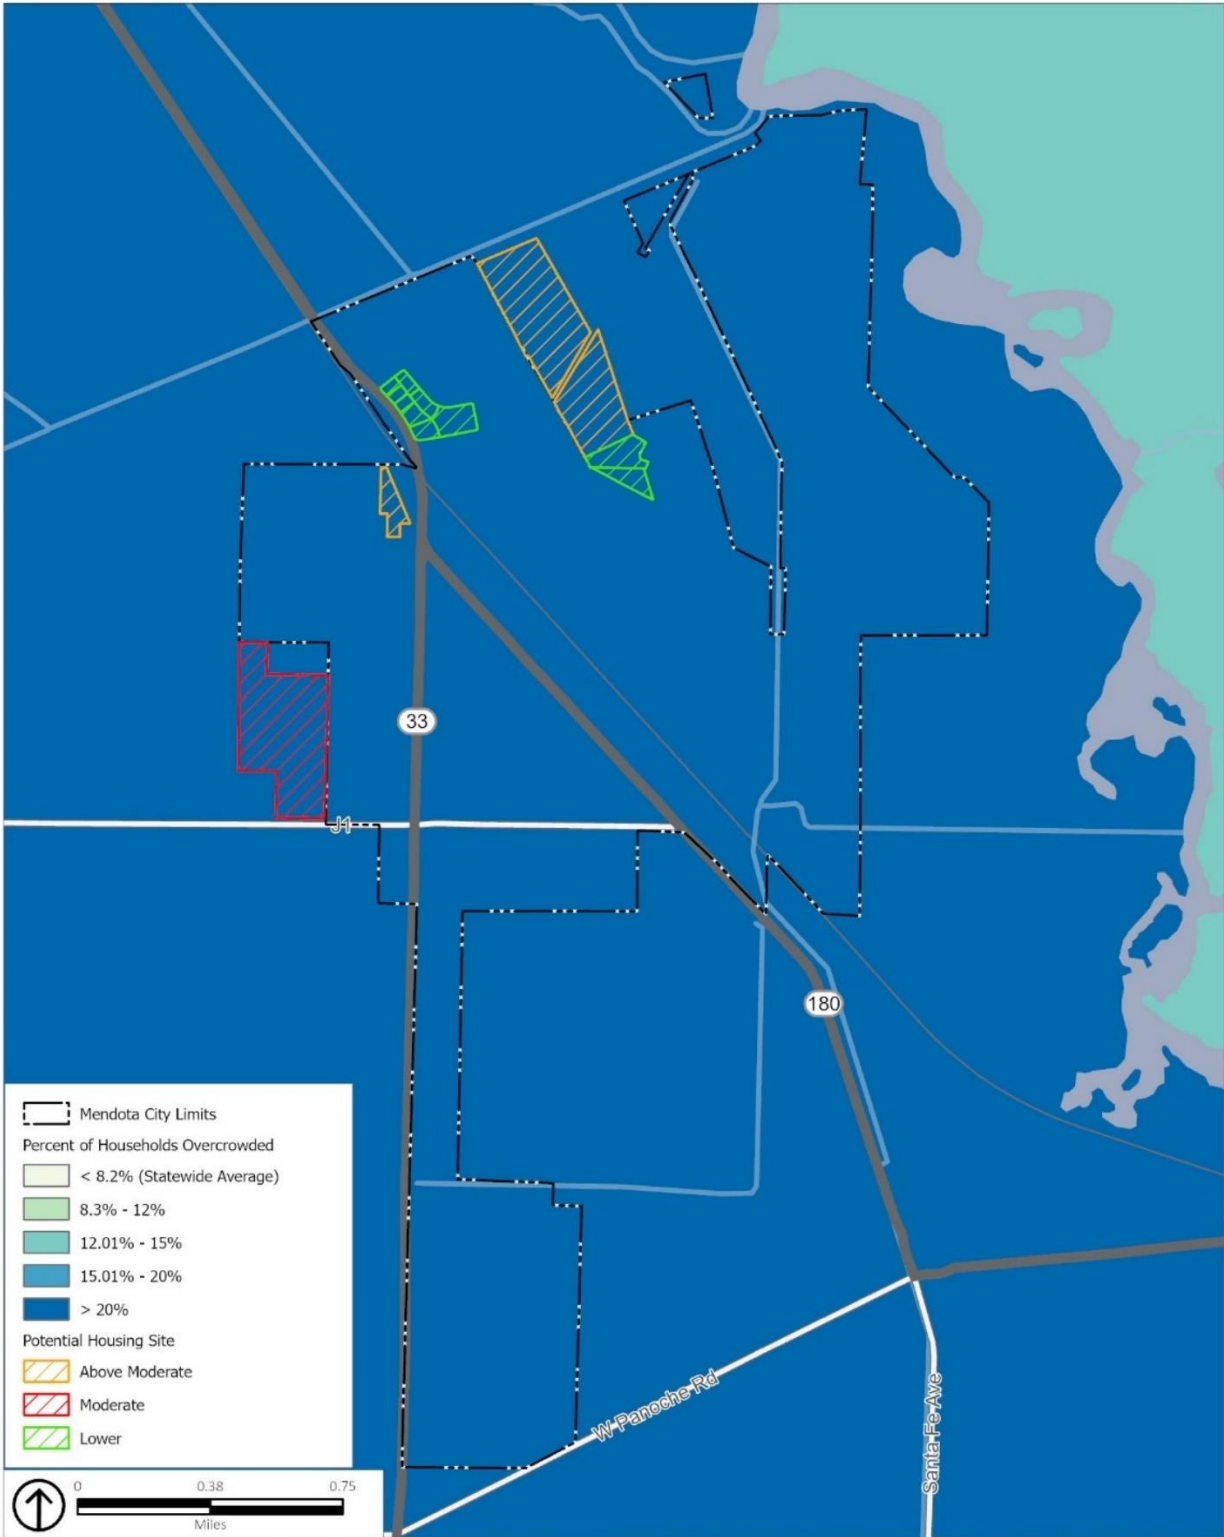 33
J1
180
W Panoche Rd
Santa Fe Ave
Mendota City Limits
Percent of Households Overcrowded
< 8.2% (Statewide Average)
8.3% - 12%
12.01% - 15%
15.01% - 20%
> 20%
Potential Housing Site
Above Moderate
Moderate
Lower
0 0.38 0.75
Miles